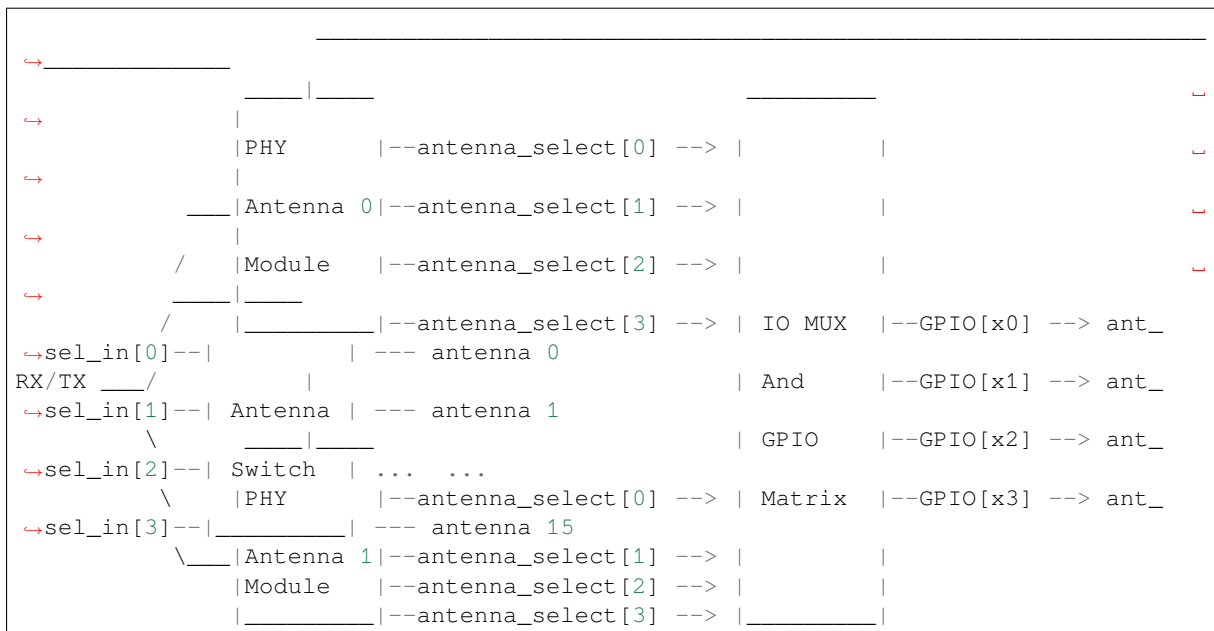 _______________________________________________________________
↪_____________
____|____ _________ ␣
↪ |
|PHY |--antenna_select[0] --> | | ␣
↪ |
___|Antenna 0|--antenna_select[1] --> | | ␣
↪ |
/ |Module |--antenna_select[2] --> | | ␣
↪ ____|____
/ |_________|--antenna_select[3] --> | IO MUX |--GPIO[x0] --> ant_
↪sel_in[0]--| | --- antenna 0
RX/TX ___/ | | And |--GPIO[x1] --> ant_
↪sel_in[1]--| Antenna | --- antenna 1
\ ____|____ | GPIO |--GPIO[x2] --> ant_
↪sel_in[2]--| Switch | ... ...
\ |PHY |--antenna_select[0] --> | Matrix |--GPIO[x3] --> ant_
↪sel_in[3]--|_________| --- antenna 15
\___|Antenna 1|--antenna_select[1] --> | |
|Module |--antenna_select[2] --> | |
|_________|--antenna_select[3] --> |_________|